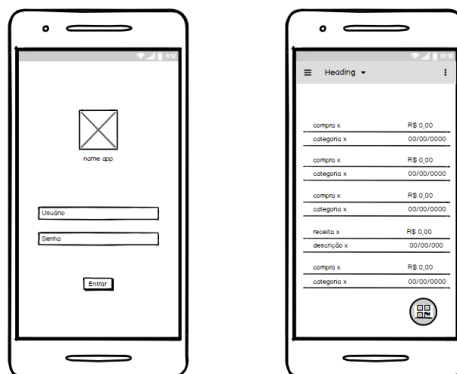 name app
Usuário
Senha
Entrar
Heading
compra x R$ 0,00
categoria x 00/00/0000
compra x R$ 0,00
categoria x 00/00/0000
compra x R$ 0,00
categoria x 00/00/0000
receita x R$ 0,00
descrição x 00/00/000
compra x R$ 0,00
categoria x 00/00/0000